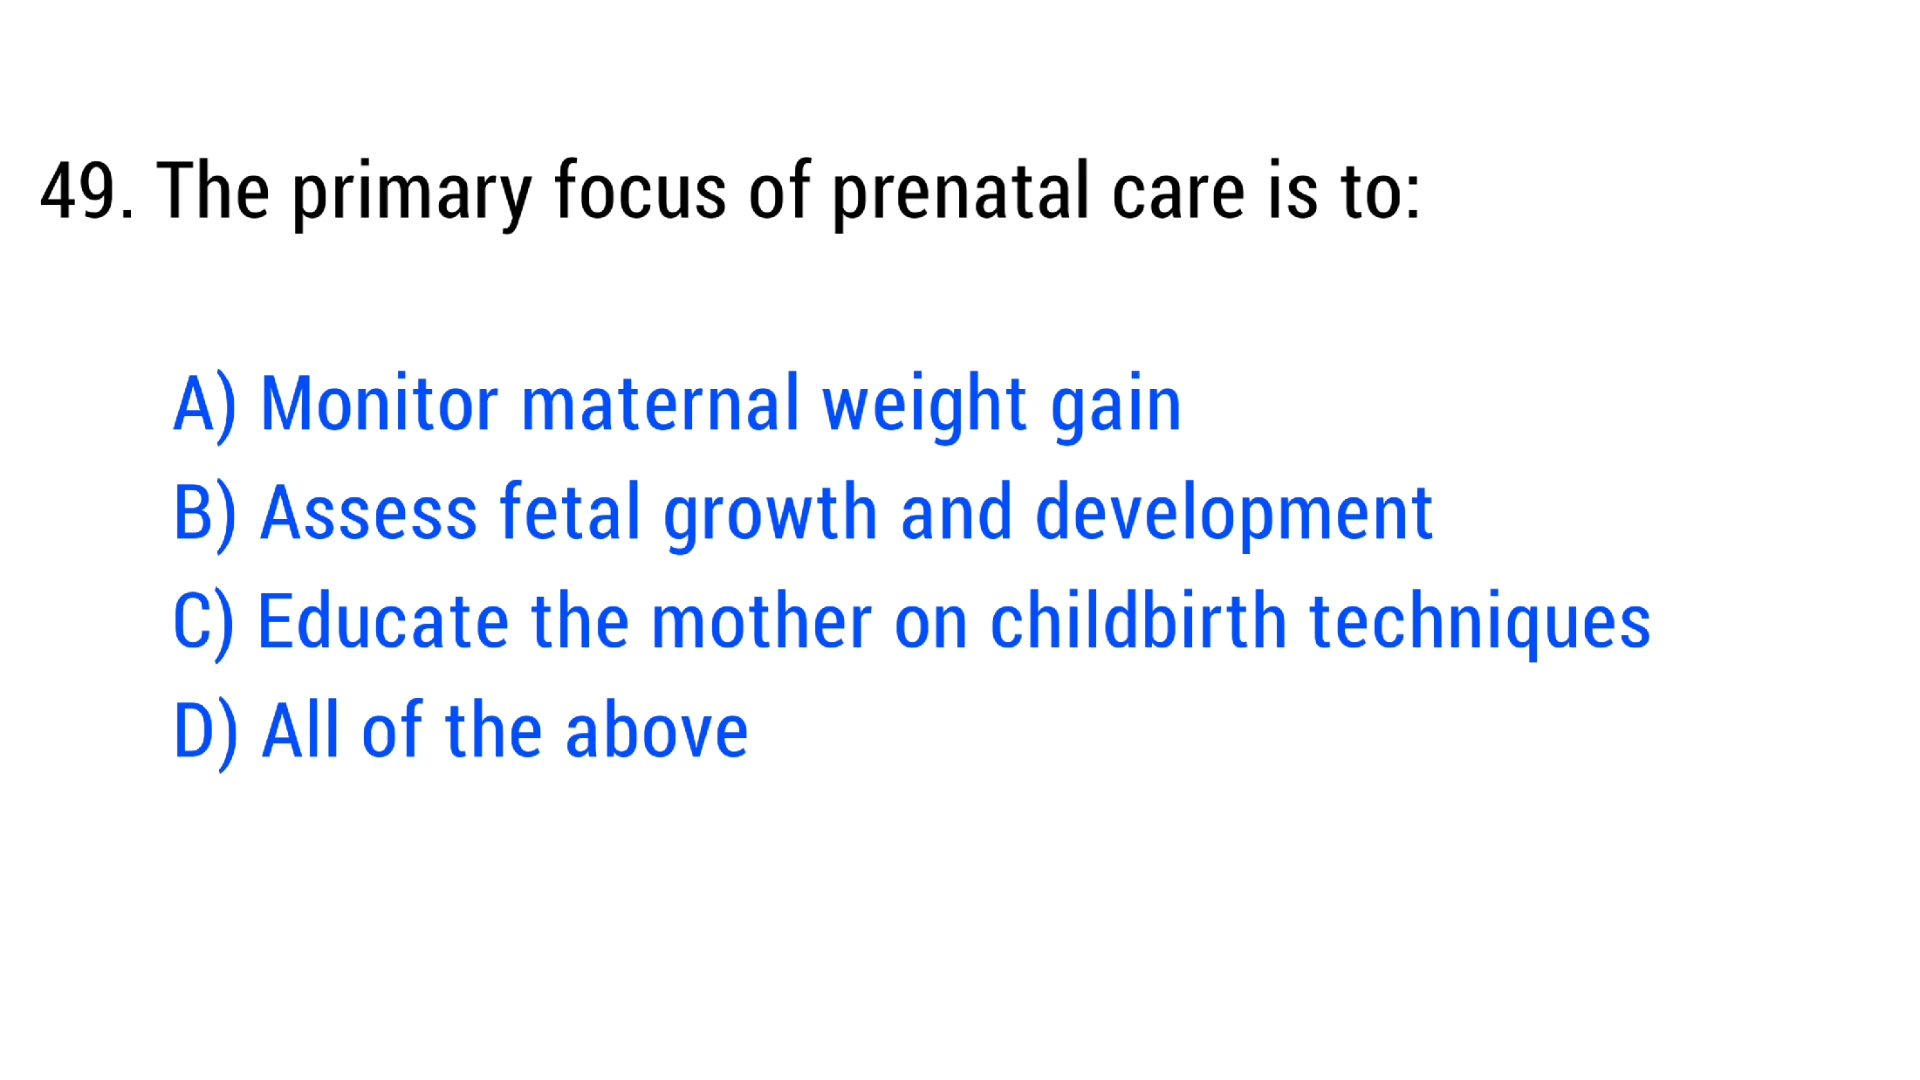 49. The primary focus of prenatal care is to:
A) Monitor maternal weight gain
B) Assess fetal growth and development
C) Educate the mother on childbirth techniques
D) All of the above